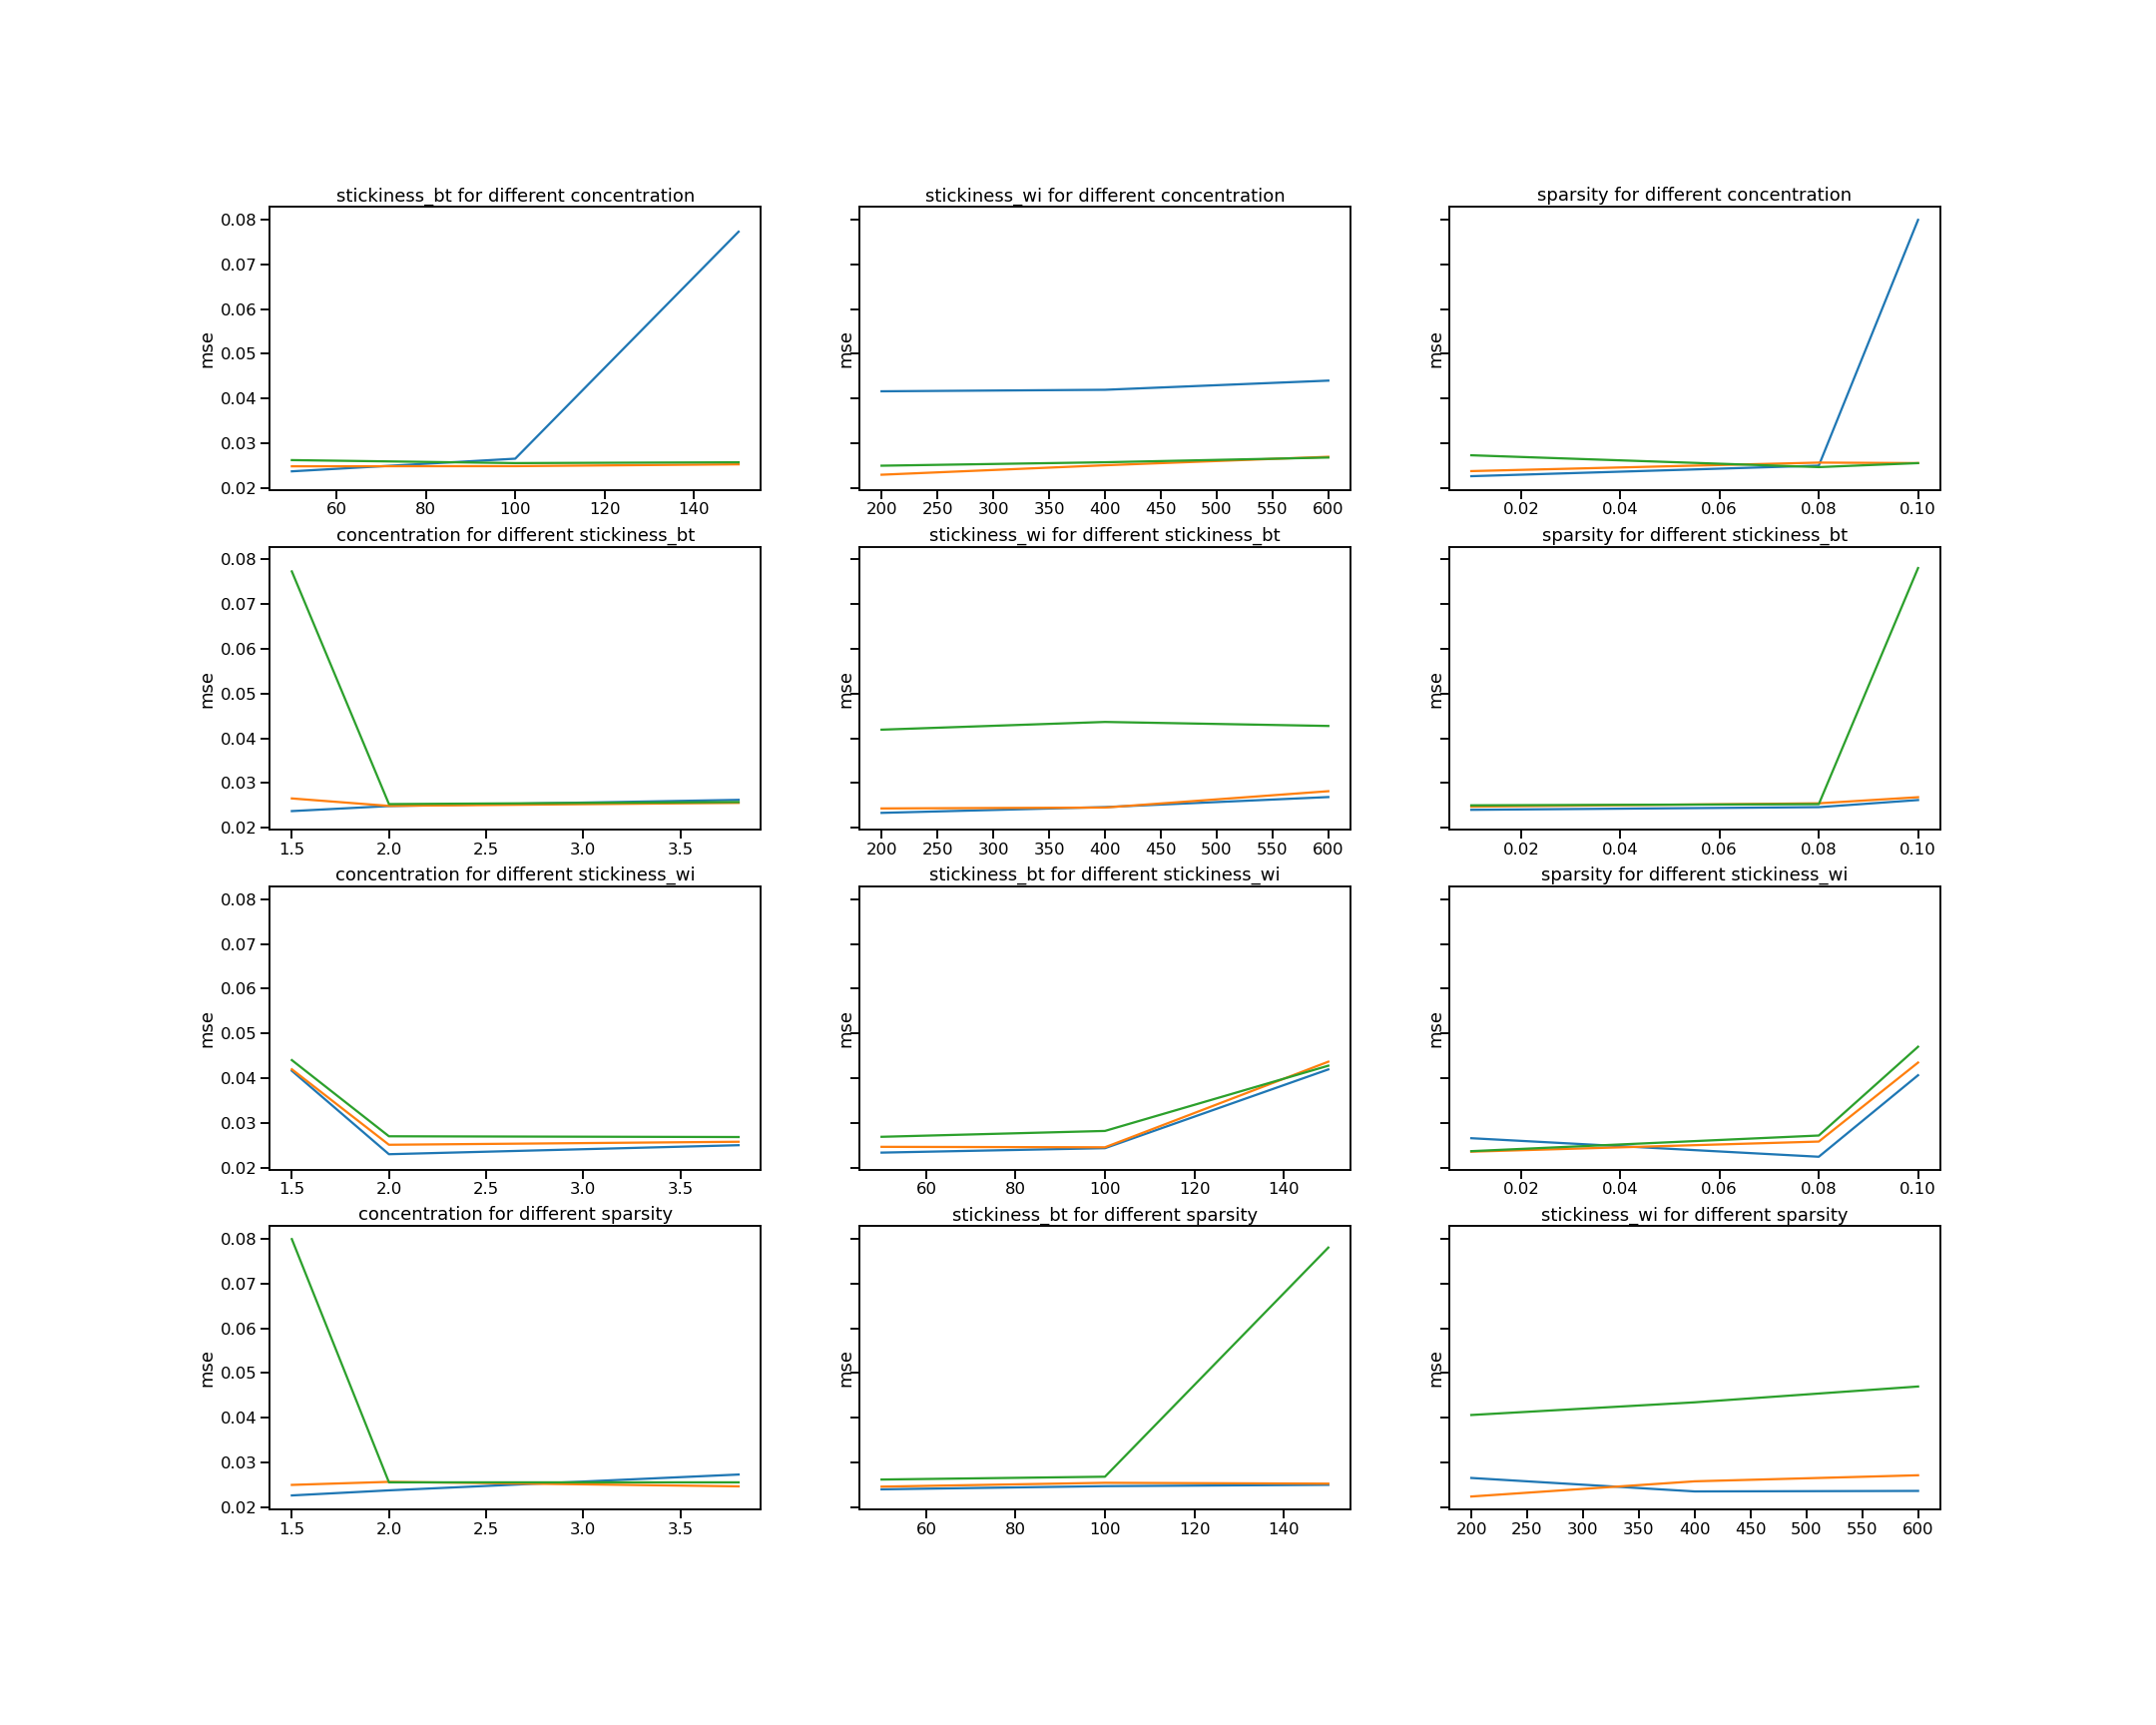 stickiness_bt for different concentration
stickiness_wi for different concentration
sparsity for different concentration
mse
0.08
0.07
0.06
0.05
0.04
0.03
0.02
60 80 100 120 140
mse
200 250 300 350 400 450 500 550 600
mse
0.02 0.04 0.06 0.08 0.10
concentration for different stickiness_bt
stickiness_wi for different stickiness_bt
sparsity for different stickiness_bt
mse
0.08
0.07
0.06
0.05
0.04
0.03
0.02
1.5 2.0 2.5 3.0 3.5
mse
200 250 300 350 400 450 500 550 600
mse
0.02 0.04 0.06 0.08 0.10
concentration for different stickiness_wi
stickiness_bt for different stickiness_wi
sparsity for different stickiness_wi
mse
0.08
0.07
0.06
0.05
0.04
0.03
0.02
1.5 2.0 2.5 3.0 3.5
mse
60 80 100 120 140
mse
0.02 0.04 0.06 0.08 0.10
concentration for different sparsity
stickiness_bt for different sparsity
stickiness_wi for different sparsity
mse
0.08
0.07
0.06
0.05
0.04
0.03
0.02
1.5 2.0 2.5 3.0 3.5
mse
60 80 100 120 140
mse
200 250 300 350 400 450 500 550 600